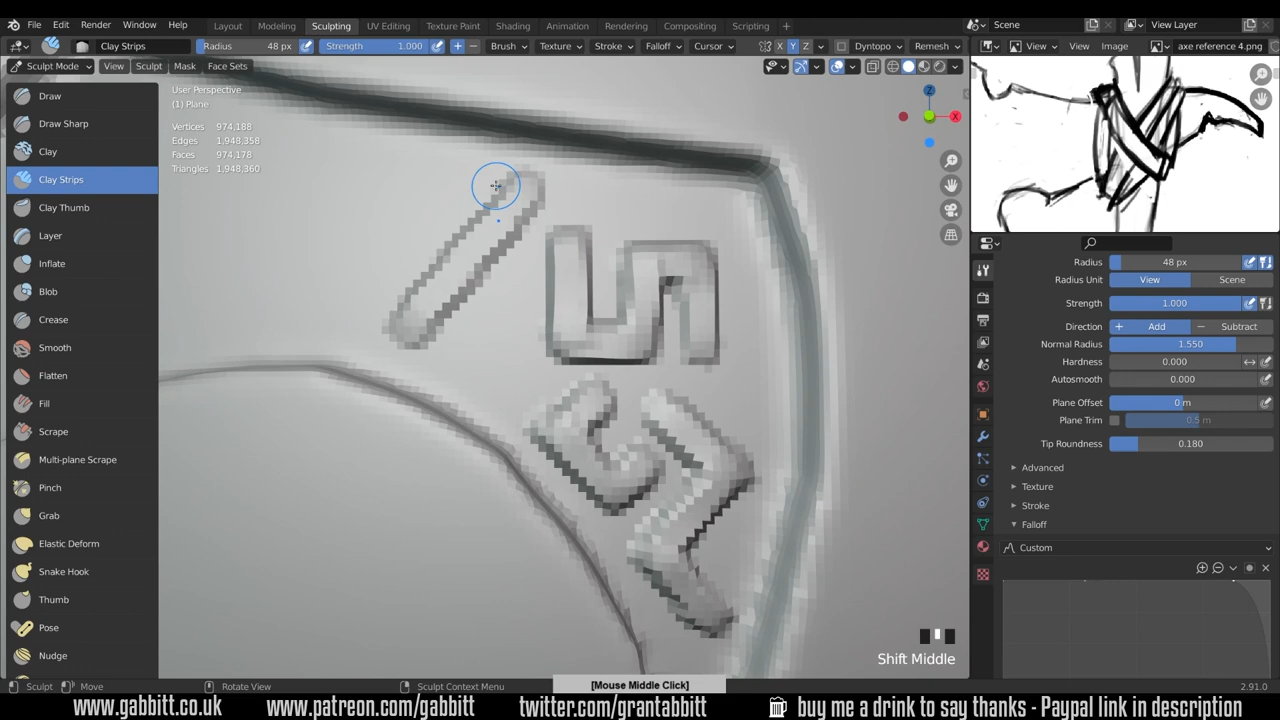 File Edit Render Window Help Layout Modeling Sculpting UV Editing Texture Paint Shading Animation Rendering Compositing Scripting + Scene View Layer
Clay Strips Radius 48 px Strength 1.000 + − Brush Texture Stroke Falloff Cursor X Y Z Dyntopo Remesh View View Image axe reference 4.png
Sculpt Mode View Sculpt Mask Face Sets
User Perspective
(1) Plane
Vertices 974,188
Edges 1,948,358
Faces 974,178
Triangles 1,948,360
Z
X
Draw
Draw Sharp
Clay
Clay Strips
Clay Thumb
Layer
Inflate
Blob
Crease
Smooth
Flatten
Fill
Scrape
Multi-plane Scrape
Pinch
Grab
Elastic Deform
Snake Hook
Thumb
Pose
Nudge
Radius 48 px
Radius Unit View Scene
Strength 1.000
Direction + Add − Subtract
Normal Radius 1.550
Hardness 0.000
Autosmooth 0.000
Plane Offset 0 m
Plane Trim 0.5 m
Tip Roundness 0.180
Advanced
Texture
Stroke
Falloff
Custom
Shift Middle
Sculpt Move Rotate View Sculpt Context Menu [Mouse Middle Click] 2.91.0
www.gabbitt.co.uk www.patreon.com/gabbitt twitter.com/grantabbitt buy me a drink to say thanks - Paypal link in description